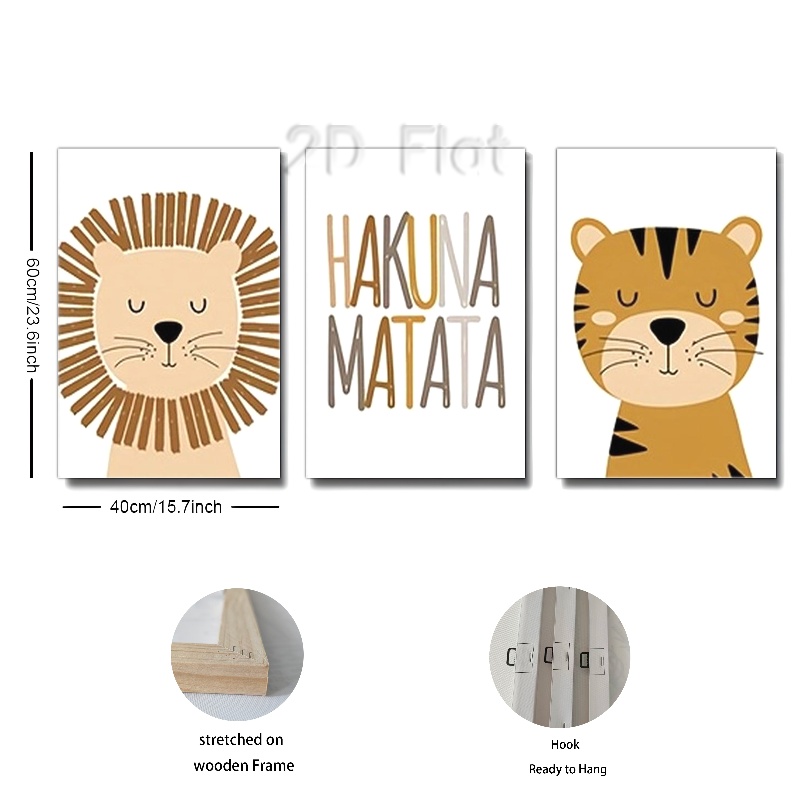 2D Flat
HAKUNA
MATATA
60cm/23.6inch
40cm/15.7inch
stretched on
wooden Frame
Hook
Ready to Hang